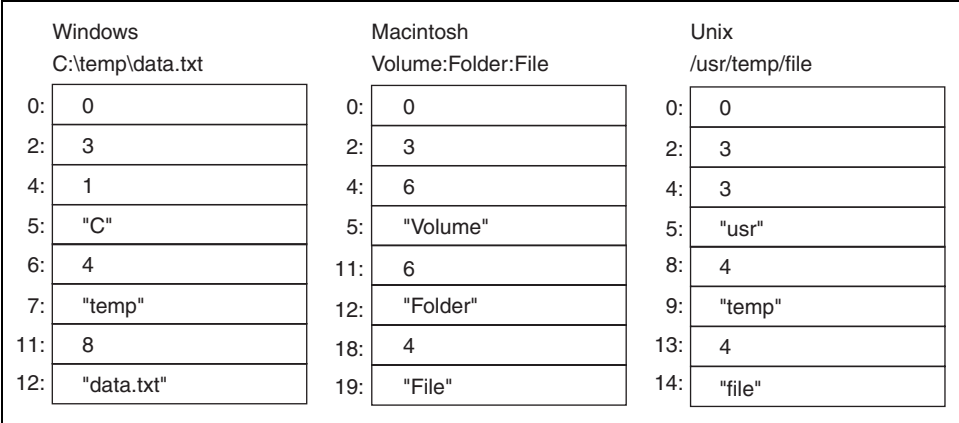 Windows
C:\temp\data.txt
0: 0
2: 3
4: 1
5: "C"
6: 4
7: "temp"
11: 8
12: "data.txt"
Macintosh
Volume:Folder:File
0: 0
2: 3
4: 6
5: "Volume"
11: 6
12: "Folder"
18: 4
19: "File"
Unix
/usr/temp/file
0: 0
2: 3
4: 3
5: "usr"
8: 4
9: "temp"
13: 4
14: "file"